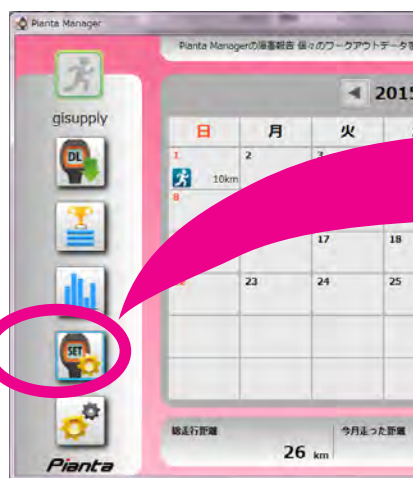 Pianta Manager
Pianta Managerの障害報告 個々のワークアウトデータを
gisupply
2015
日 月 火
DL
1 2 3
10km
8
17 18
23 24 25
SET
総走行距離 今月走った距離
26 km
Pianta